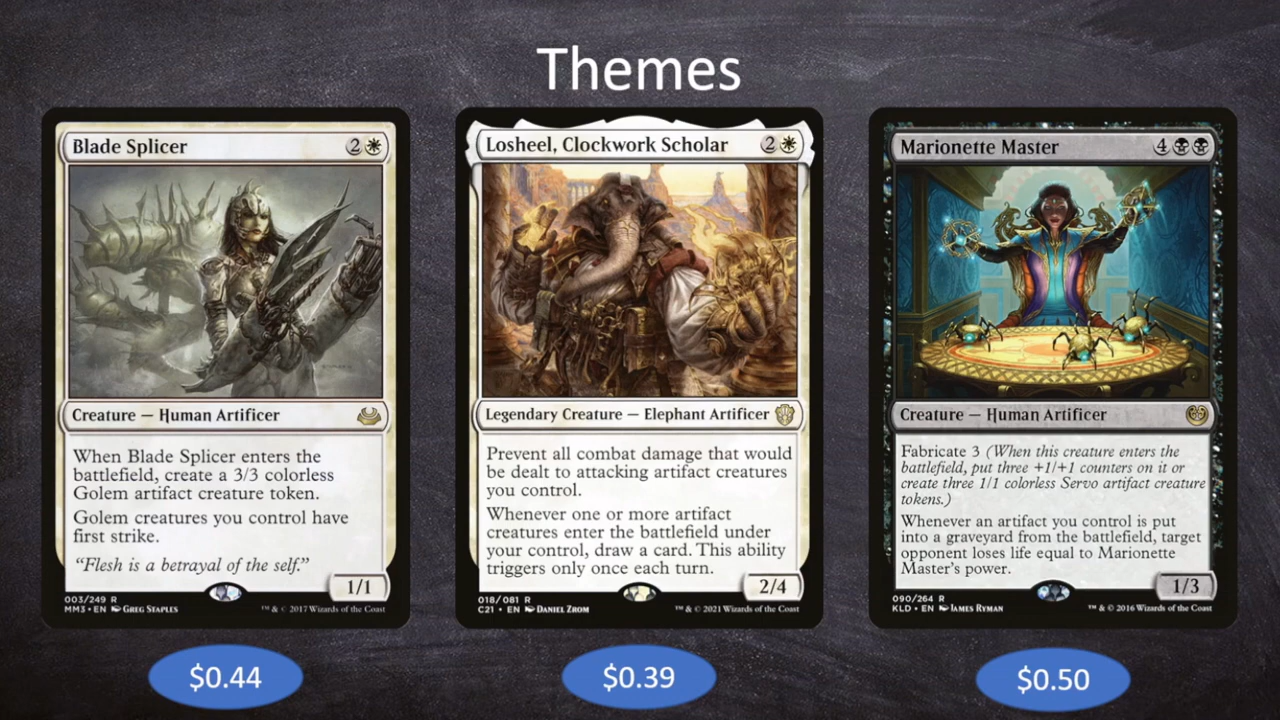 Themes
Blade Splicer 2
Creature — Human Artificer
When Blade Splicer enters the
battlefield, create a 3/3 colorless
Golem artifact creature token.
Golem creatures you control have
first strike.
“Flesh is a betrayal of the self.”
1/1
003/249 R
MM3 • EN Greg Staples
™ & © 2017 Wizards of the Coast
$0.44
Losheel, Clockwork Scholar 2
Legendary Creature — Elephant Artificer
Prevent all combat damage that would
be dealt to attacking artifact creatures
you control.
Whenever one or more artifact
creatures enter the battlefield under
your control, draw a card. This ability
triggers only once each turn.
2/4
018/081 R
C21 • EN Daniel Zrom
™ & © 2021 Wizards of the Coast
$0.39
Marionette Master 4
Creature — Human Artificer
Fabricate 3 (When this creature enters the
battlefield, put three +1/+1 counters on it or
create three 1/1 colorless Servo artifact creature
tokens.)
Whenever an artifact you control is put
into a graveyard from the battlefield, target
opponent loses life equal to Marionette
Master’s power.
1/3
090/264 R
KLD • EN James Ryman
™ & © 2016 Wizards of the Coast
$0.50